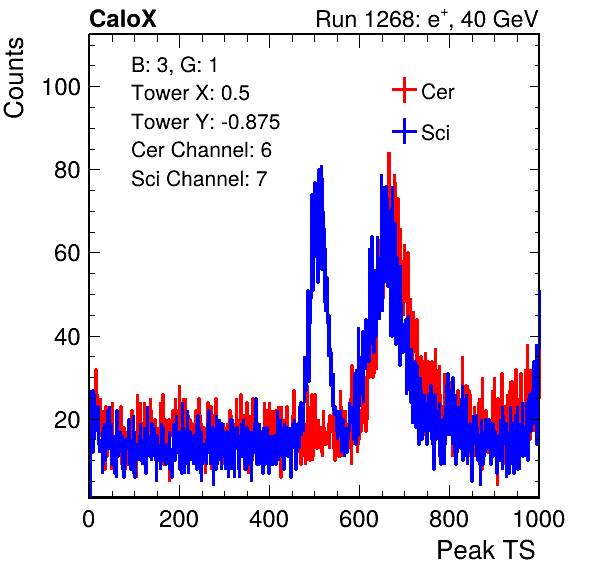 CaloX
Run 1268: e+, 40 GeV
Counts
B: 3, G: 1
Tower X: 0.5
Tower Y: -0.875
Cer Channel: 6
Sci Channel: 7
Cer
Sci
100
80
60
40
20
0 200 400 600 800 1000
Peak TS